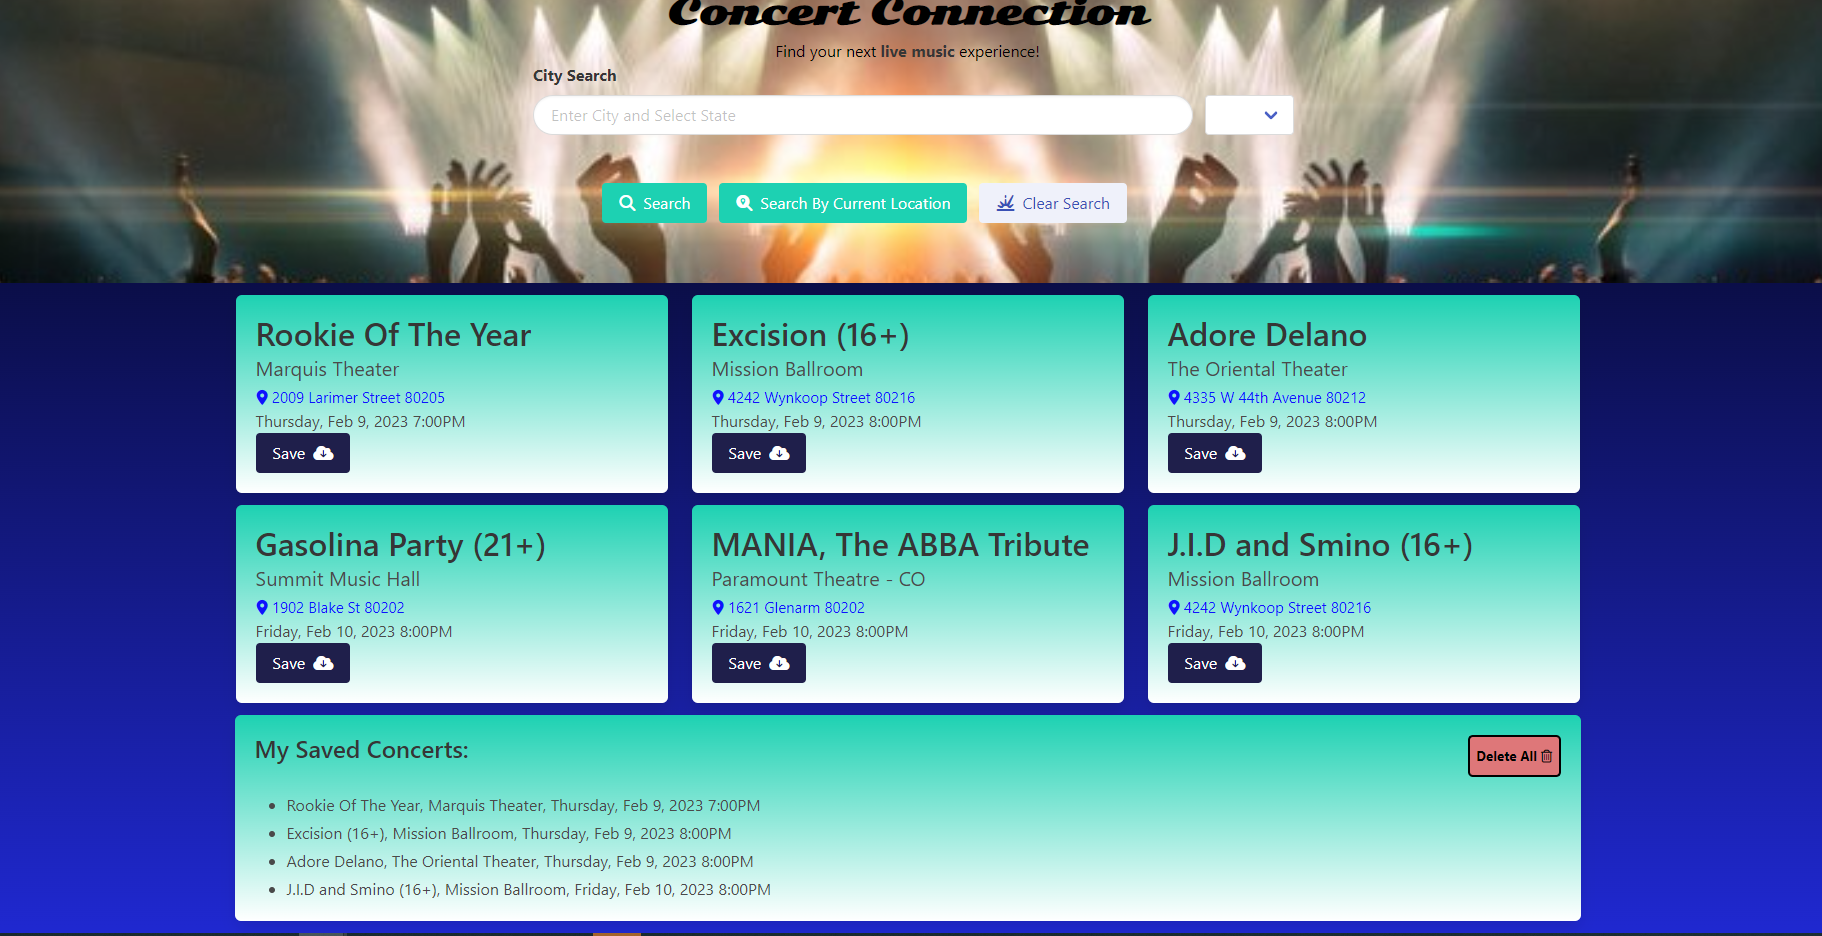 Concert Connection
Find your next live music experience!
City Search
Enter City and Select State
Search
Search By Current Location
Clear Search
Rookie Of The Year
Marquis Theater
2009 Larimer Street 80205
Thursday, Feb 9, 2023 7:00PM
Save
Excision (16+)
Mission Ballroom
4242 Wynkoop Street 80216
Thursday, Feb 9, 2023 8:00PM
Save
Adore Delano
The Oriental Theater
4335 W 44th Avenue 80212
Thursday, Feb 9, 2023 8:00PM
Save
Gasolina Party (21+)
Summit Music Hall
1902 Blake St 80202
Friday, Feb 10, 2023 8:00PM
Save
MANIA, The ABBA Tribute
Paramount Theatre - CO
1621 Glenarm 80202
Friday, Feb 10, 2023 8:00PM
Save
J.I.D and Smino (16+)
Mission Ballroom
4242 Wynkoop Street 80216
Friday, Feb 10, 2023 8:00PM
Save
My Saved Concerts:
Delete All
Rookie Of The Year, Marquis Theater, Thursday, Feb 9, 2023 7:00PM
Excision (16+), Mission Ballroom, Thursday, Feb 9, 2023 8:00PM
Adore Delano, The Oriental Theater, Thursday, Feb 9, 2023 8:00PM
J.I.D and Smino (16+), Mission Ballroom, Friday, Feb 10, 2023 8:00PM